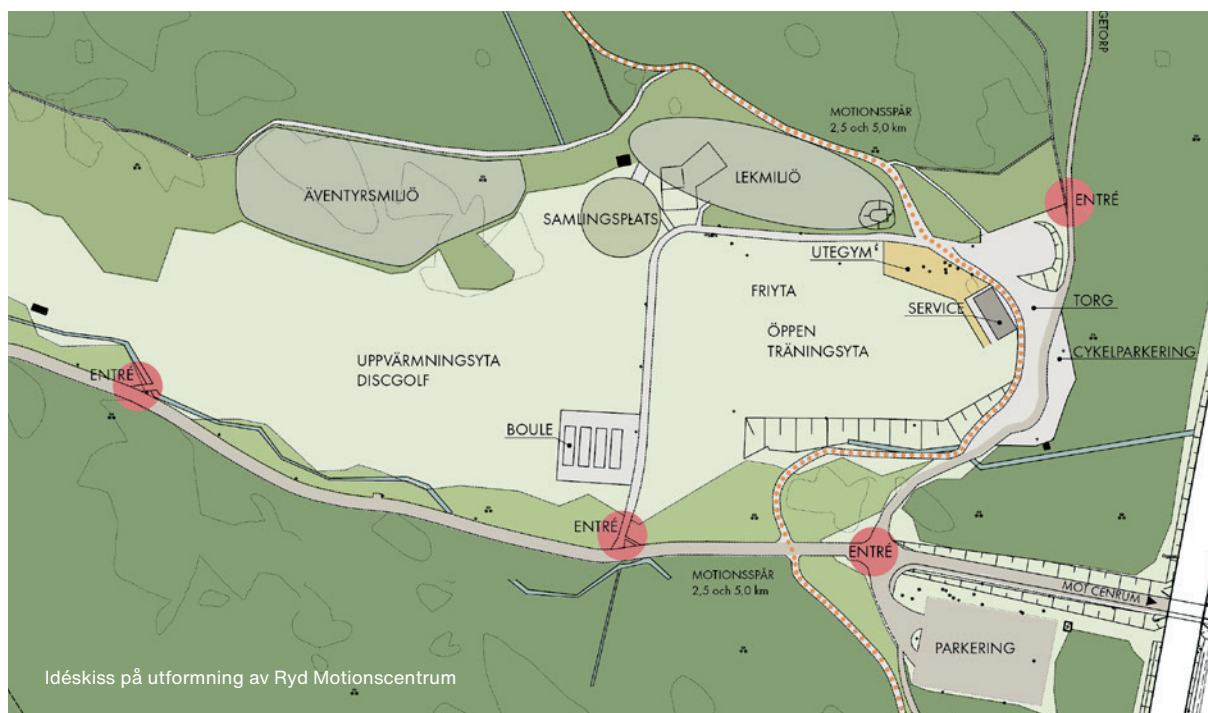 GETORP
MOTIONSSPÅR
2,5 och 5,0 km
ÄVENTYRSMILJÖ
LEKMILJÖ
ENTRÉ
SAMLINGSPLATS
UTEGYM
FRIYTA
SERVICE
TORG
ÖPPEN
TRÄNINGSYTA
CYKELPARKERING
UPPVÄRMNINGSYTA
DISCGOLF
ENTRÉ
BOULE
ENTRÉ
ENTRÉ
MOTIONSSPÅR
2,5 och 5,0 km
MOT CENRUM
PARKERING
Idéskiss på utformning av Ryd Motionscentrum